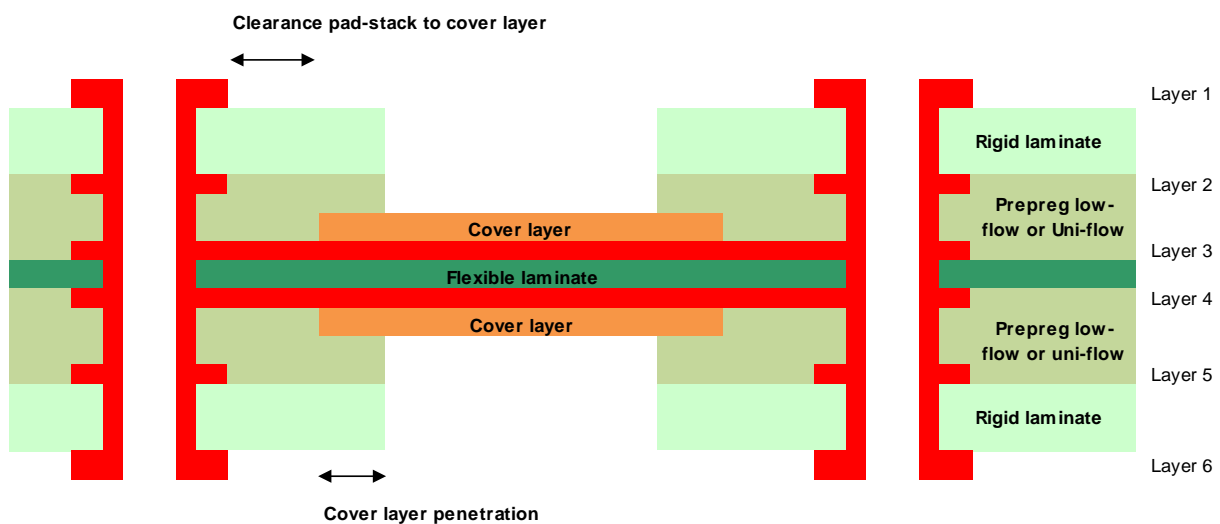 Clearance pad-stack to cover layer
Layer 1
Rigid laminate
Layer 2
Prepreg low-
flow or Uni-flow
Cover layer
Layer 3
Flexible laminate
Layer 4
Cover layer
Prepreg low-
flow or uni-flow
Layer 5
Rigid laminate
Layer 6
Cover layer penetration